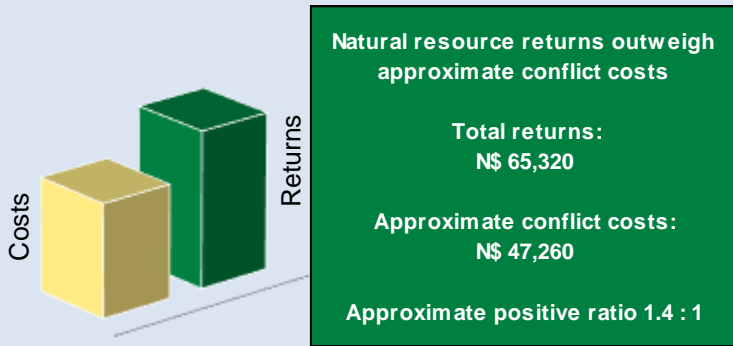 Costs
Returns
Natural resource returns outweigh
approximate conflict costs
Total returns:
N$ 65,320
Approximate conflict costs:
N$ 47,260
Approximate positive ratio 1.4 : 1